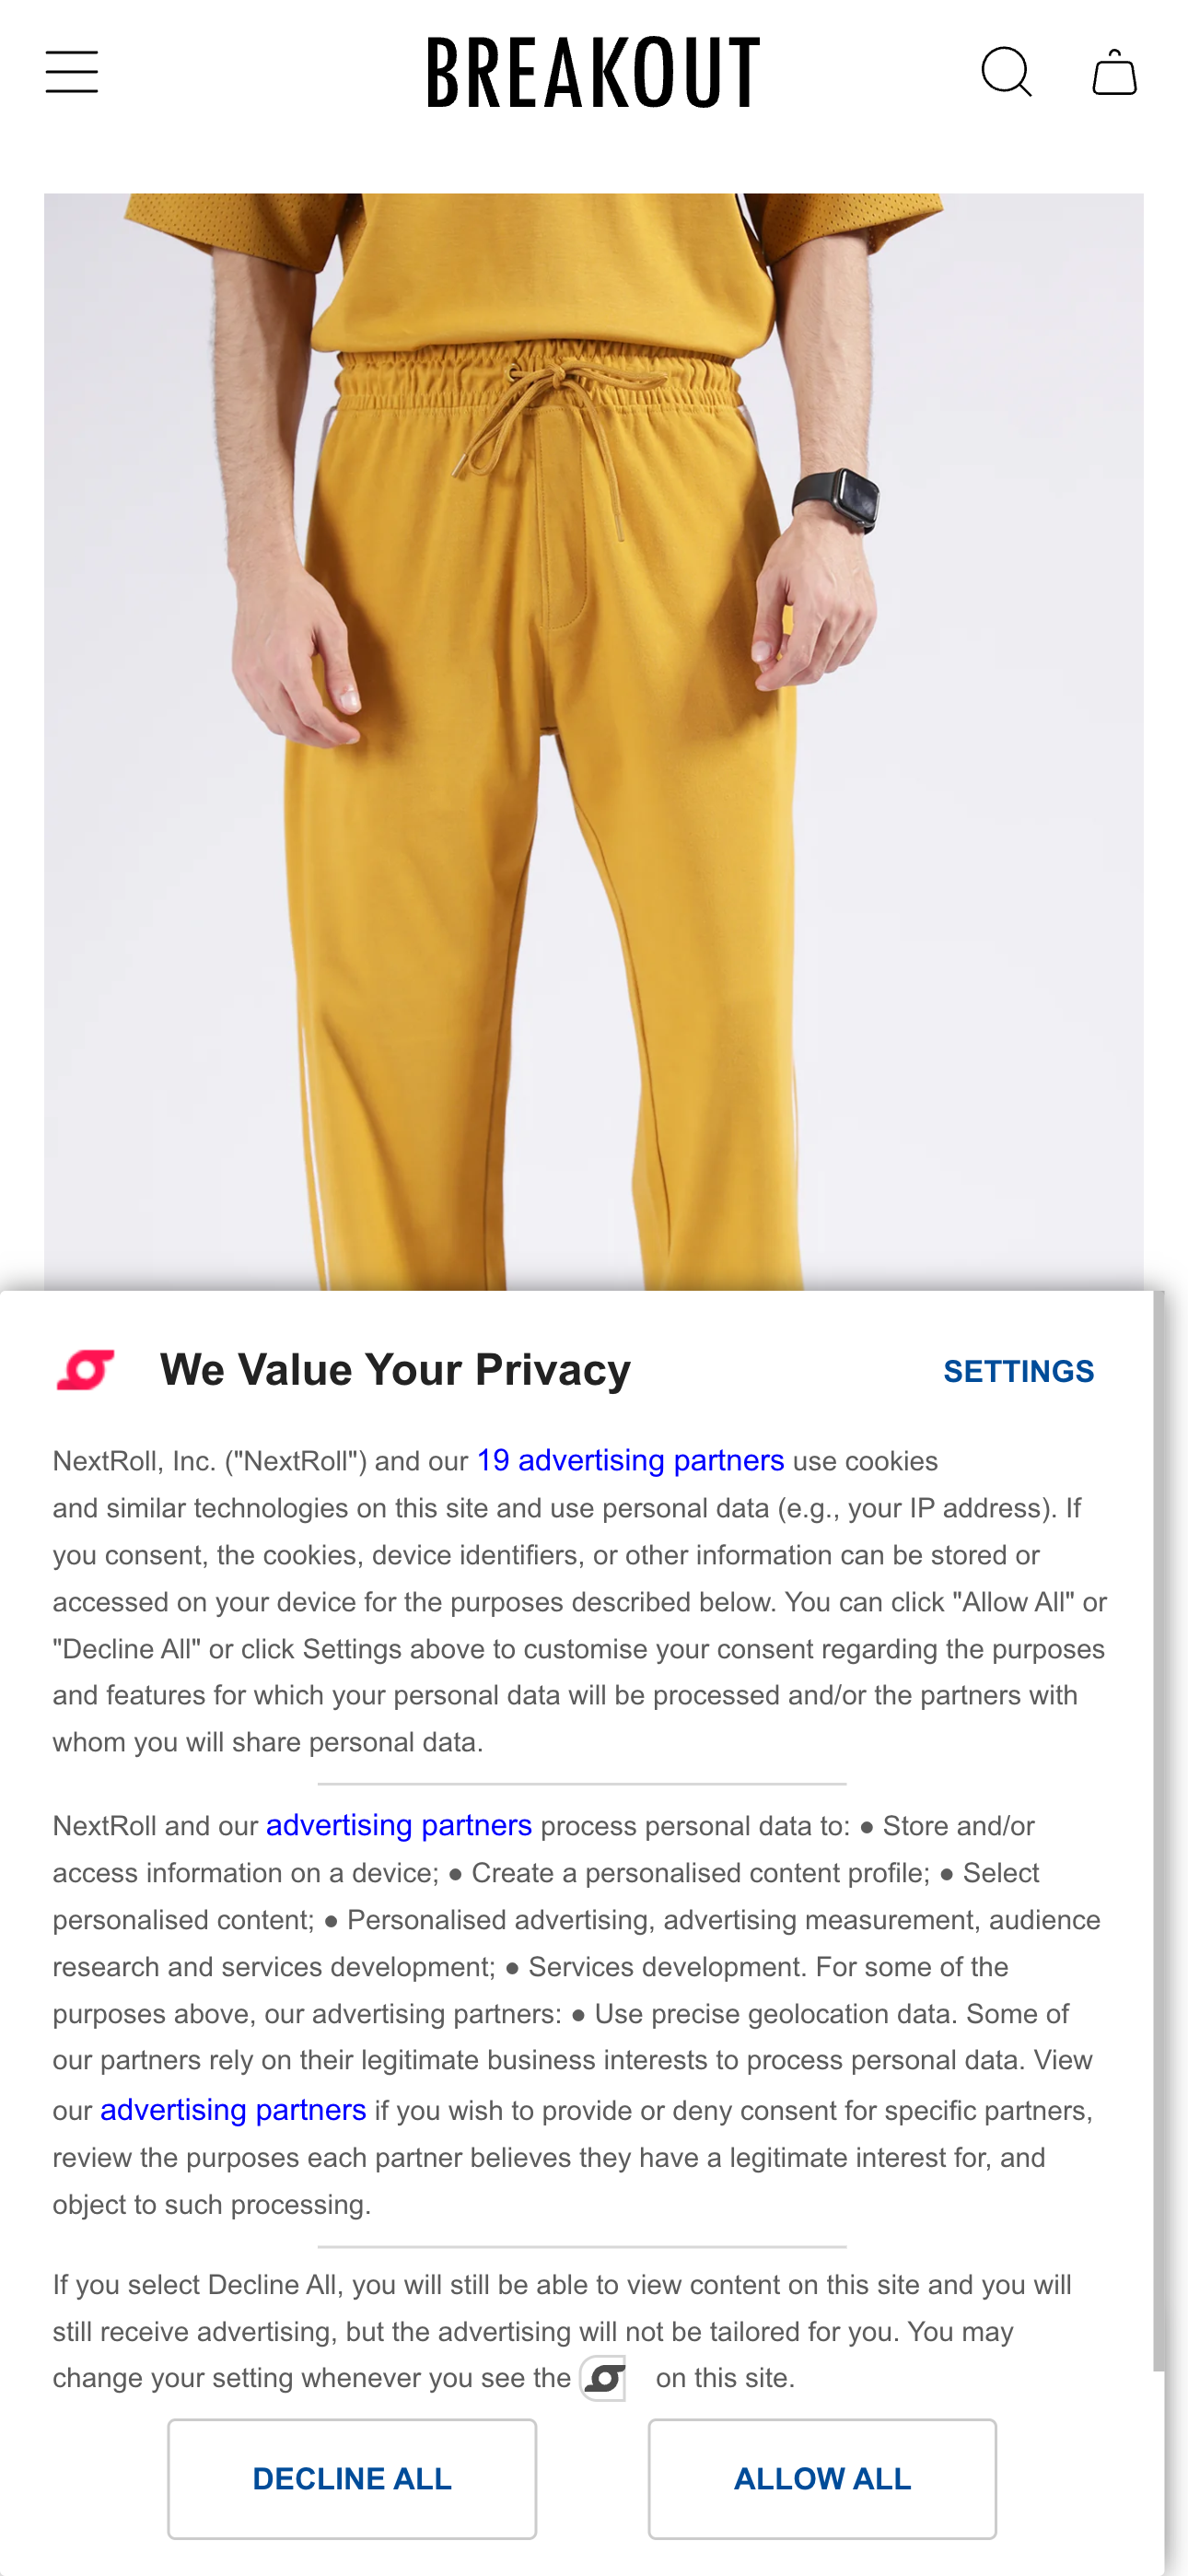 BREAKOUT
We Value Your Privacy
SETTINGS
NextRoll, Inc. ("NextRoll") and our 19 advertising partners use cookies
and similar technologies on this site and use personal data (e.g., your IP address). If
you consent, the cookies, device identifiers, or other information can be stored or
accessed on your device for the purposes described below. You can click "Allow All" or
"Decline All" or click Settings above to customise your consent regarding the purposes
and features for which your personal data will be processed and/or the partners with
whom you will share personal data.
NextRoll and our advertising partners process personal data to: ● Store and/or
access information on a device; ● Create a personalised content profile; ● Select
personalised content; ● Personalised advertising, advertising measurement, audience
research and services development; ● Services development. For some of the
purposes above, our advertising partners: ● Use precise geolocation data. Some of
our partners rely on their legitimate business interests to process personal data. View
our advertising partners if you wish to provide or deny consent for specific partners,
review the purposes each partner believes they have a legitimate interest for, and
object to such processing.
If you select Decline All, you will still be able to view content on this site and you will
still receive advertising, but the advertising will not be tailored for you. You may
change your setting whenever you see the on this site.
DECLINE ALL
ALLOW ALL